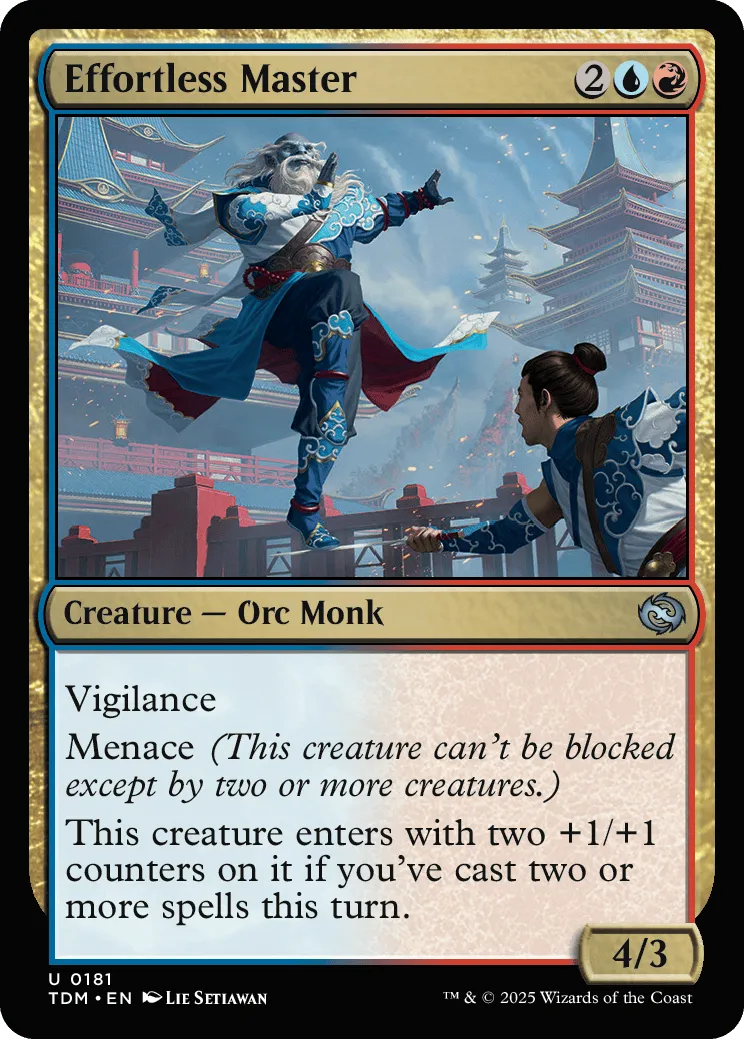 Effortless Master 2
Creature — Orc Monk
Vigilance
Menace (This creature can't be blocked
except by two or more creatures.)
This creature enters with two +1/+1
counters on it if you've cast two or
more spells this turn.
4/3
U 0181
TDM • EN Lie Setiawan
™ & © 2025 Wizards of the Coast